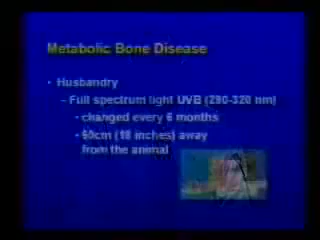 Metabolic Bone Disease
• Husbandry
– Full spectrum light UVB (290-320 nm)
• changed every 6 months
• 50cm (18 inches) away
from the animal